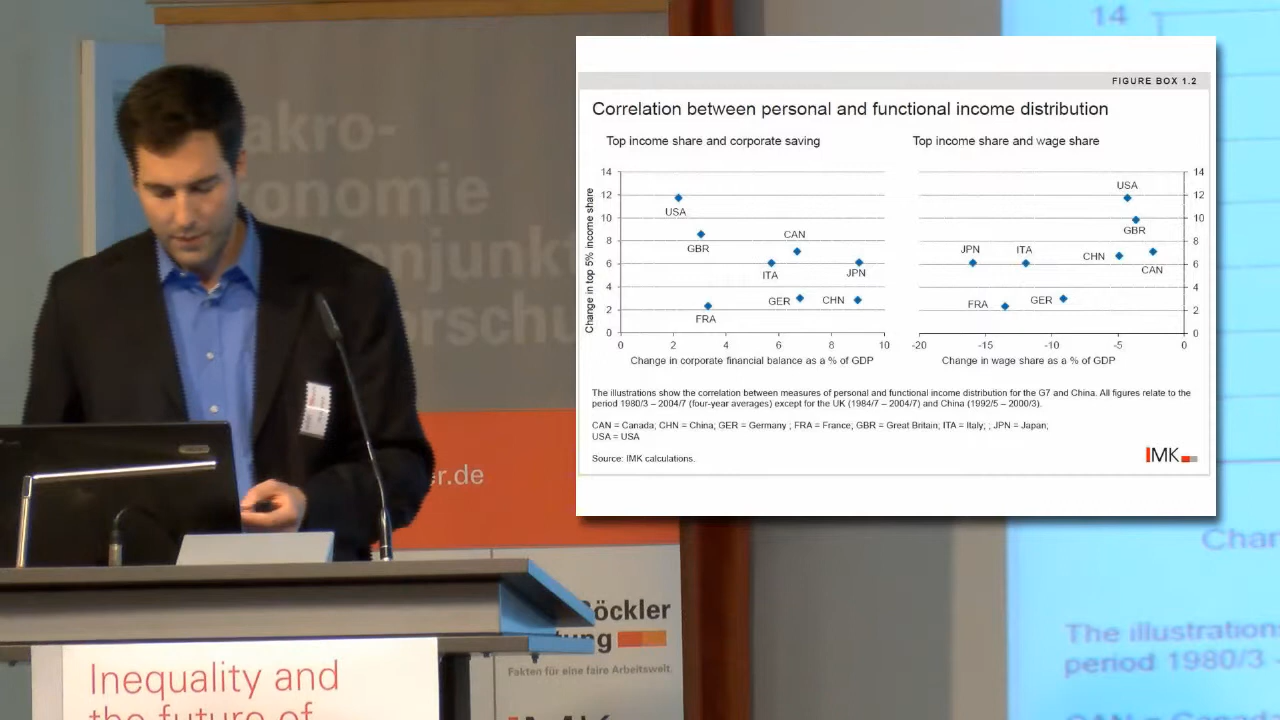 akro-
onomie
onjunkt
rschu
r.de
öckler
ung
Fakten für eine faire Arbeitswelt.
Inequality and
the future of
14
FIGURE BOX 1.2
Correlation between personal and functional income distribution
Top income share and corporate saving
Change in top 5% income share
14
12
10
8
6
4
2
0
USA
GBR
CAN
ITA
JPN
GER
CHN
FRA
0 2 4 6 8 10
Change in corporate financial balance as a % of GDP
Top income share and wage share
14
12
10
8
6
4
2
0
USA
GBR
JPN
ITA
CHN
CAN
FRA
GER
-20 -15 -10 -5 0
Change in wage share as a % of GDP
The illustrations show the correlation between measures of personal and functional income distribution for the G7 and China. All figures relate to the
period 1980/3 – 2004/7 (four-year averages) except for the UK (1984/7 – 2004/7) and China (1992/5 – 2000/3).
CAN = Canada; CHN = China; GER = Germany ; FRA = France; GBR = Great Britain; ITA = Italy; ; JPN = Japan;
USA = USA
Source: IMK calculations.
IMK
Chan
The illustration
period 1980/3 -